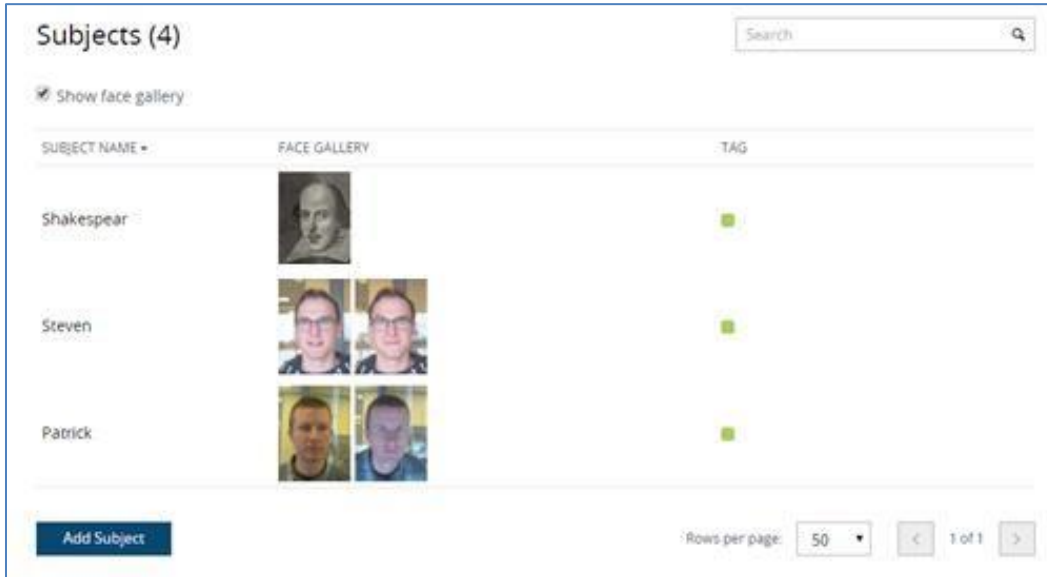 Subjects (4)
Search
Show face gallery
SUBJECT NAME FACE GALLERY TAG
Shakespear
Steven
Patrick
Add Subject Rows per page: 50 < 1 of 1 >